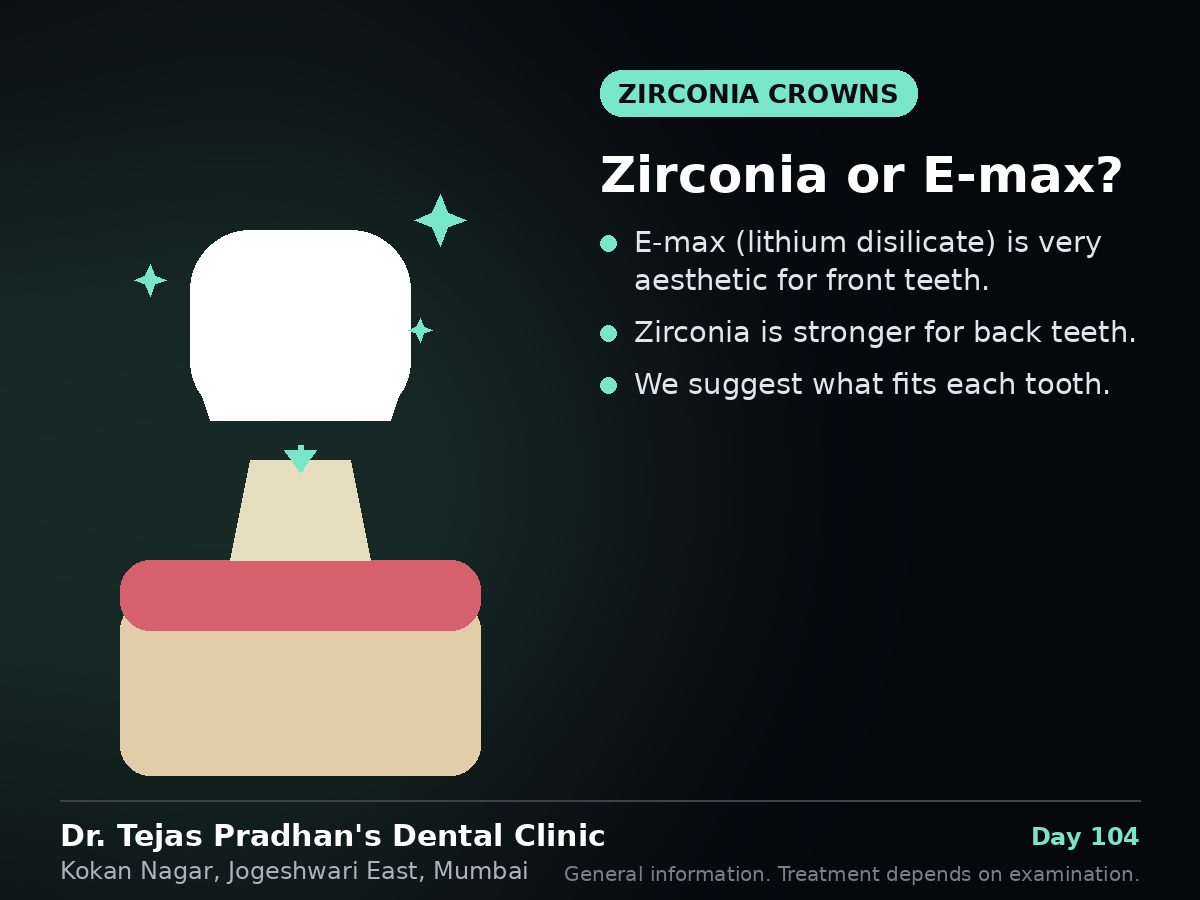 ZIRCONIA CROWNS
Zirconia or E-max?
E-max (lithium disilicate) is very
aesthetic for front teeth.
Zirconia is stronger for back teeth.
We suggest what fits each tooth.
Dr. Tejas Pradhan's Dental Clinic
Day 104
Kokan Nagar, Jogeshwari East, Mumbai
General information. Treatment depends on examination.